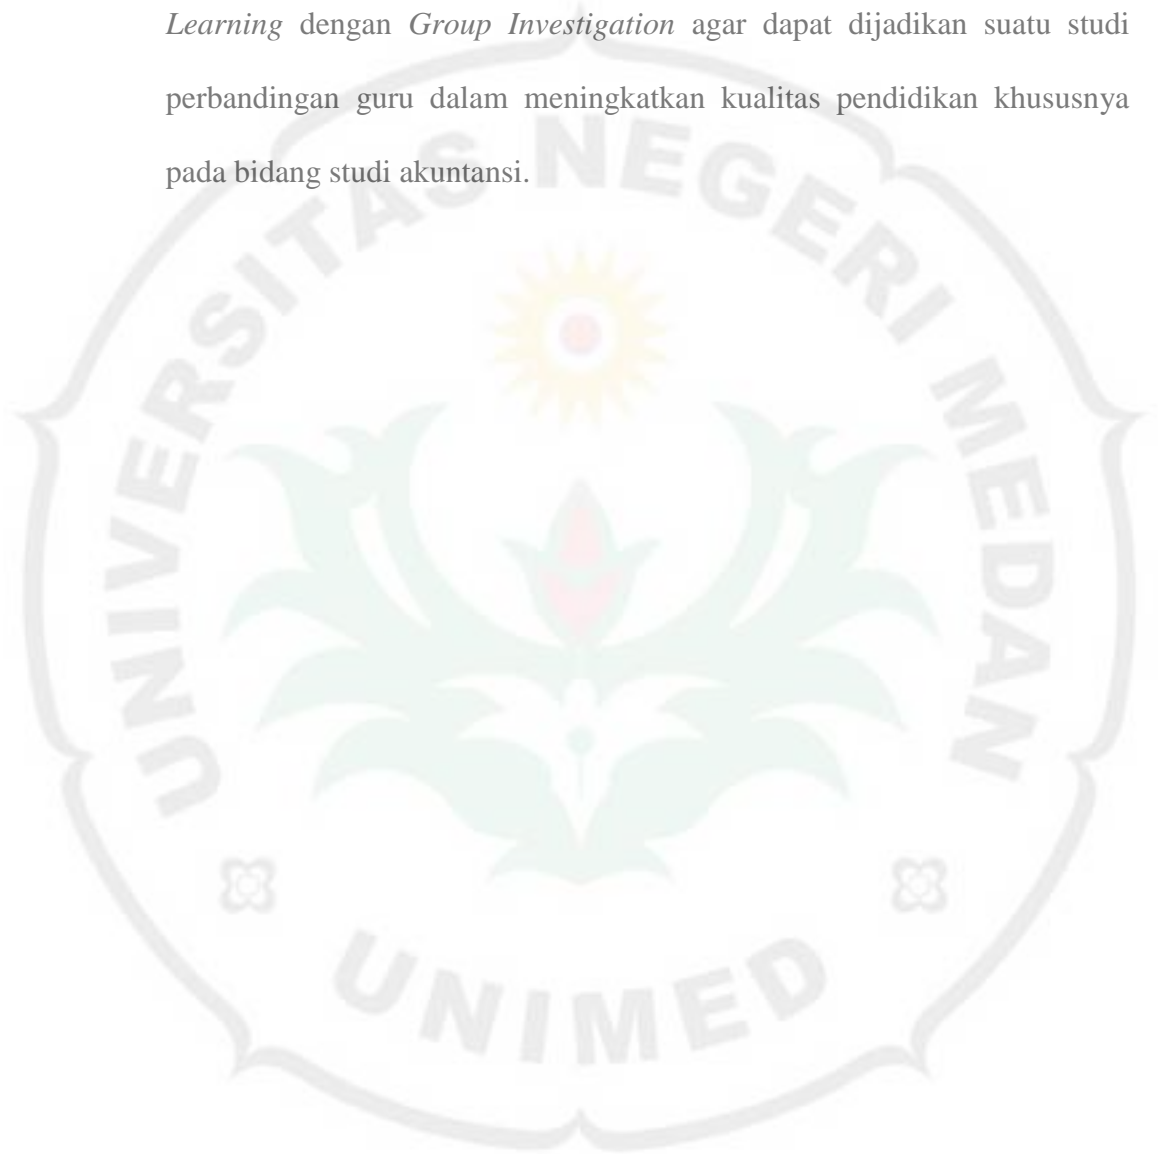 Learning dengan Group Investigation agar dapat dijadikan suatu studi
perbandingan guru dalam meningkatkan kualitas pendidikan khususnya
pada bidang studi akuntansi.
UNIVERSITAS NEGERI MEDAN
UNIMED